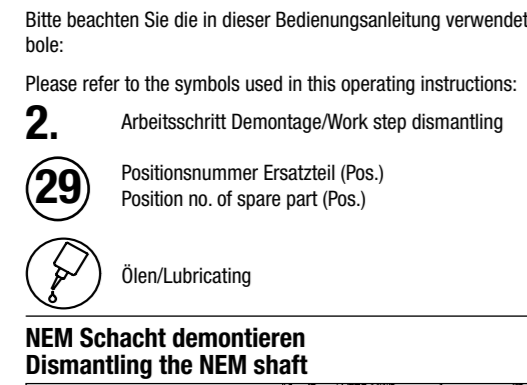 Bitte beachten Sie die in dieser Bedienungsanleitung
bole:
Please refer to the symbols used in this operating instructions:
2. Arbeitsschritt Demontage/Work step dismantling
29 Positionsnummer Ersatzteil (Pos.)
Position no. of spare part (Pos.)
Ölen/Lubricating
NEM Schacht demontieren
Dismantling the NEM shaft